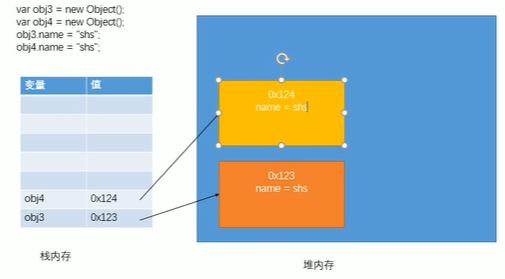 var obj3 = new Object();
var obj4 = new Object();
obj3.name = "shs";
obj4.name = "shs";
变量 值
obj4 0x124
obj3 0x123
栈内存
0x124
name = shs
0x123
name = shs
堆内存